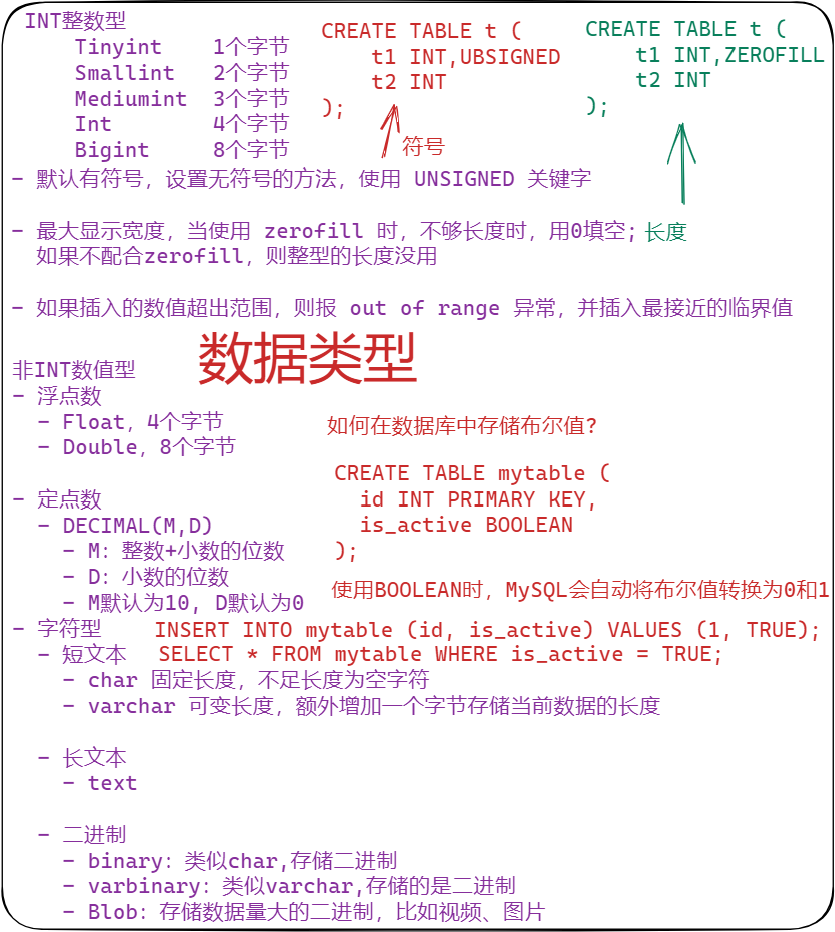 INT整数型
Tinyint 1个字节
Smallint 2个字节
Mediumint 3个字节
Int 4个字节
Bigint 8个字节
CREATE TABLE t (
t1 INT,UBSIGNED
t2 INT
);
符号
CREATE TABLE t (
t1 INT,ZEROFILL
t2 INT
);
- 默认有符号，设置无符号的方法，使用 UNSIGNED 关键字
- 最大显示宽度，当使用 zerofill 时，不够长度时，用0填空；长度
如果不配合zerofill，则整型的长度没用
- 如果插入的数值超出范围，则报 out of range 异常，并插入最接近的临界值
数据类型
非INT数值型
- 浮点数
- Float，4个字节
- Double，8个字节
如何在数据库中存储布尔值？
CREATE TABLE mytable (
id INT PRIMARY KEY,
is_active BOOLEAN
);
使用BOOLEAN时，MySQL会自动将布尔值转换为0和1
- 定点数
- DECIMAL(M,D)
- M：整数+小数的位数
- D：小数的位数
- M默认为10, D默认为0
- 字符型
INSERT INTO mytable (id, is_active) VALUES (1, TRUE);
- 短文本
SELECT * FROM mytable WHERE is_active = TRUE;
- char 固定长度，不足长度为空字符
- varchar 可变长度，额外增加一个字节存储当前数据的长度
- 长文本
- text
- 二进制
- binary：类似char,存储二进制
- varbinary：类似varchar,存储的是二进制
- Blob：存储数据量大的二进制，比如视频、图片